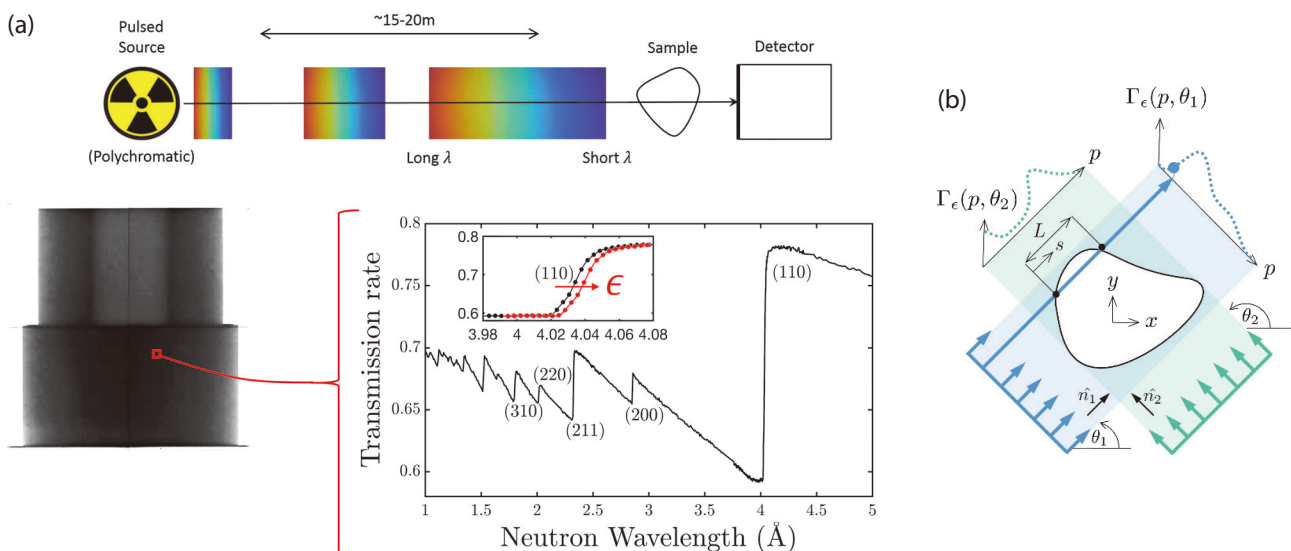 (a)
Pulsed
Source
(Polychromatic)
~15-20m
Long λ
Short λ
Sample
Detector
Transmission rate
0.8
0.75
0.7
0.65
0.6
1
1.5
2
2.5
3
3.5
4
4.5
5
Neutron Wavelength (Å)
0.8
0.7
0.6
3.98
4
4.02
4.04
4.06
4.08
(110)
ϵ
(310)
(220)
(211)
(200)
(110)
(b)
Γϵ(p, θ1)
p
Γϵ(p, θ2)
L
s
y
x
p
θ2
n̂1
n̂2
θ1